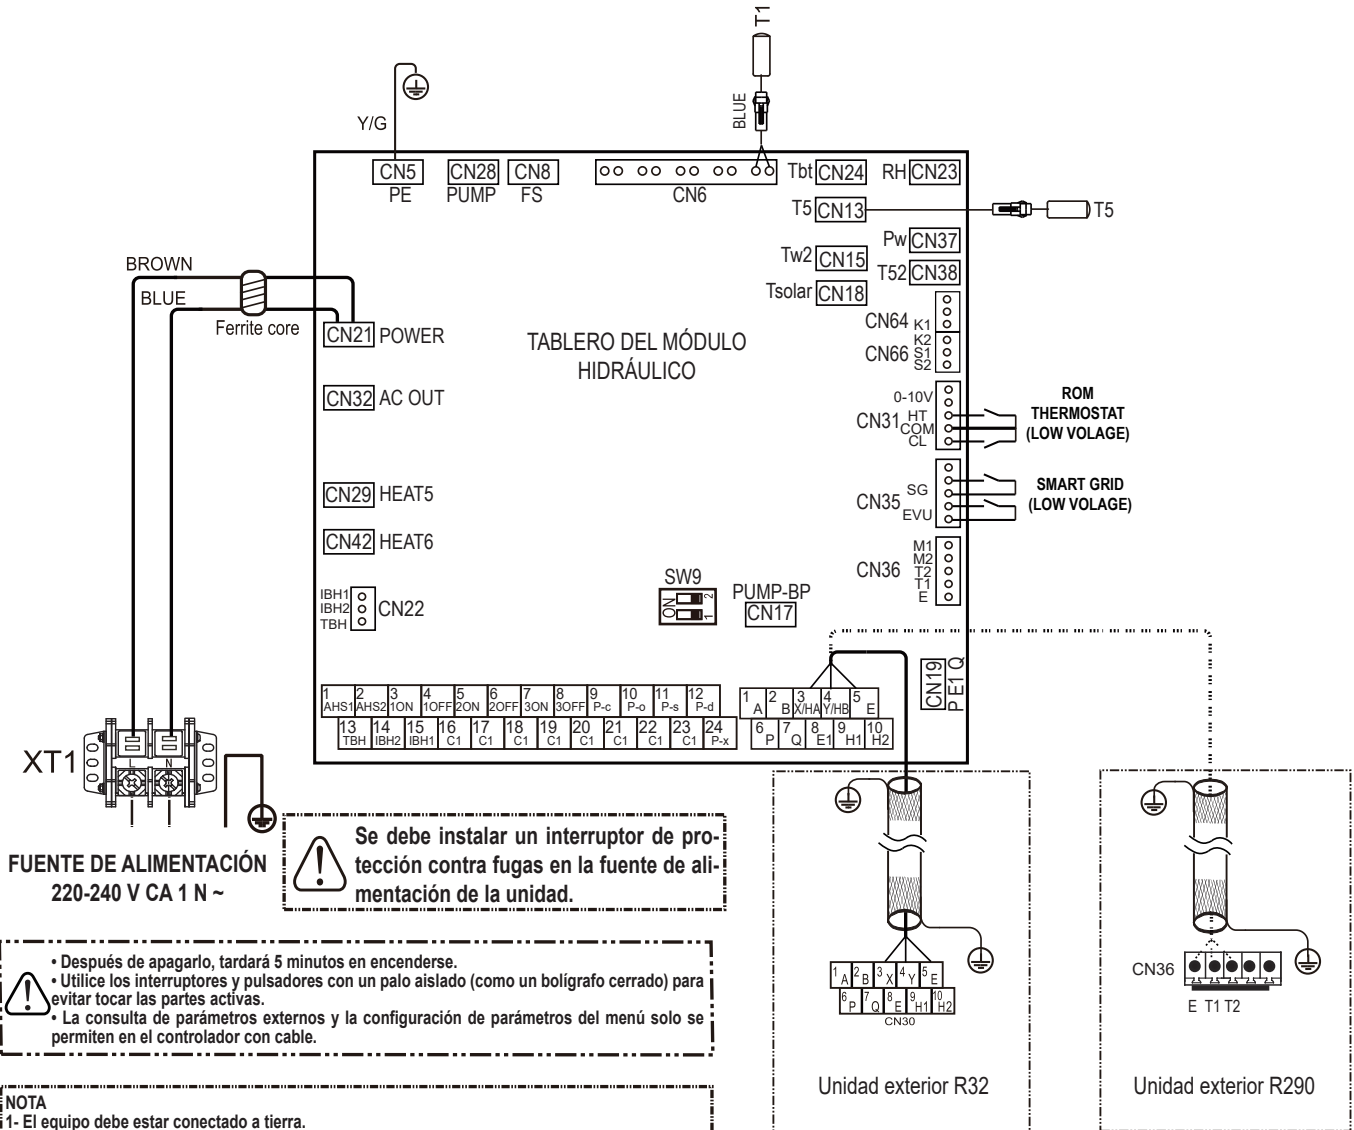 T1
BLUE
Y/G
CN5
PE
CN28
PUMP
CN8
FS
CN6
Tbt CN24
RH CN23
T5 CN13
T5
Pw CN37
Tw2 CN15
T52 CN38
Tsolar CN18
BROWN
BLUE
Ferrite core
CN21 POWER
TABLERO DEL MÓDULO
HIDRÁULICO
CN64 K1
CN66 K2
S1
S2
CN32 AC OUT
0-10V
CN31 HT
COM
CL
ROM
THERMOSTAT
(LOW VOLAGE)
CN29 HEAT5
CN35 SG
EVU
SMART GRID
(LOW VOLAGE)
CN42 HEAT6
CN36 M1
M2
T2
T1
E
IBH1
IBH2
TBH
CN22
SW9
ON
1 2
PUMP-BP
CN17
CN19
P E1 Q
1 2 3 4 5 6 7 8 9 10 11 12
AHS1 AHS2 1ON 1OFF 2ON 2OFF 3ON 3OFF P-c P-o P-s P-d
13 14 15 16 17 18 19 20 21 22 23 24
TBH IBH2 IBH1 C1 C1 C1 C1 C1 C1 C1 C1 P-x
1 2 3 4 5
A B X/HA Y/HB E
6 7 8 9 10
P Q E1 H1 H2
XT1
L N
FUENTE DE ALIMENTACIÓN
220-240 V CA 1 N ~
Se debe instalar un interruptor de pro-
tección contra fugas en la fuente de ali-
mentación de la unidad.
• Después de apagarlo, tardará 5 minutos en encenderse.
• Utilice los interruptores y pulsadores con un palo aislado (como un bolígrafo cerrado) para
evitar tocar las partes activas.
• La consulta de parámetros externos y la configuración de parámetros del menú solo se
permiten en el controlador con cable.
NOTA
1- El equipo debe estar conectado a tierra.
1 2 3 4 5
A B X Y E
6 7 8 9 10
P Q E H1 H2
CN30
Unidad exterior R32
CN36
E T1 T2
Unidad exterior R290